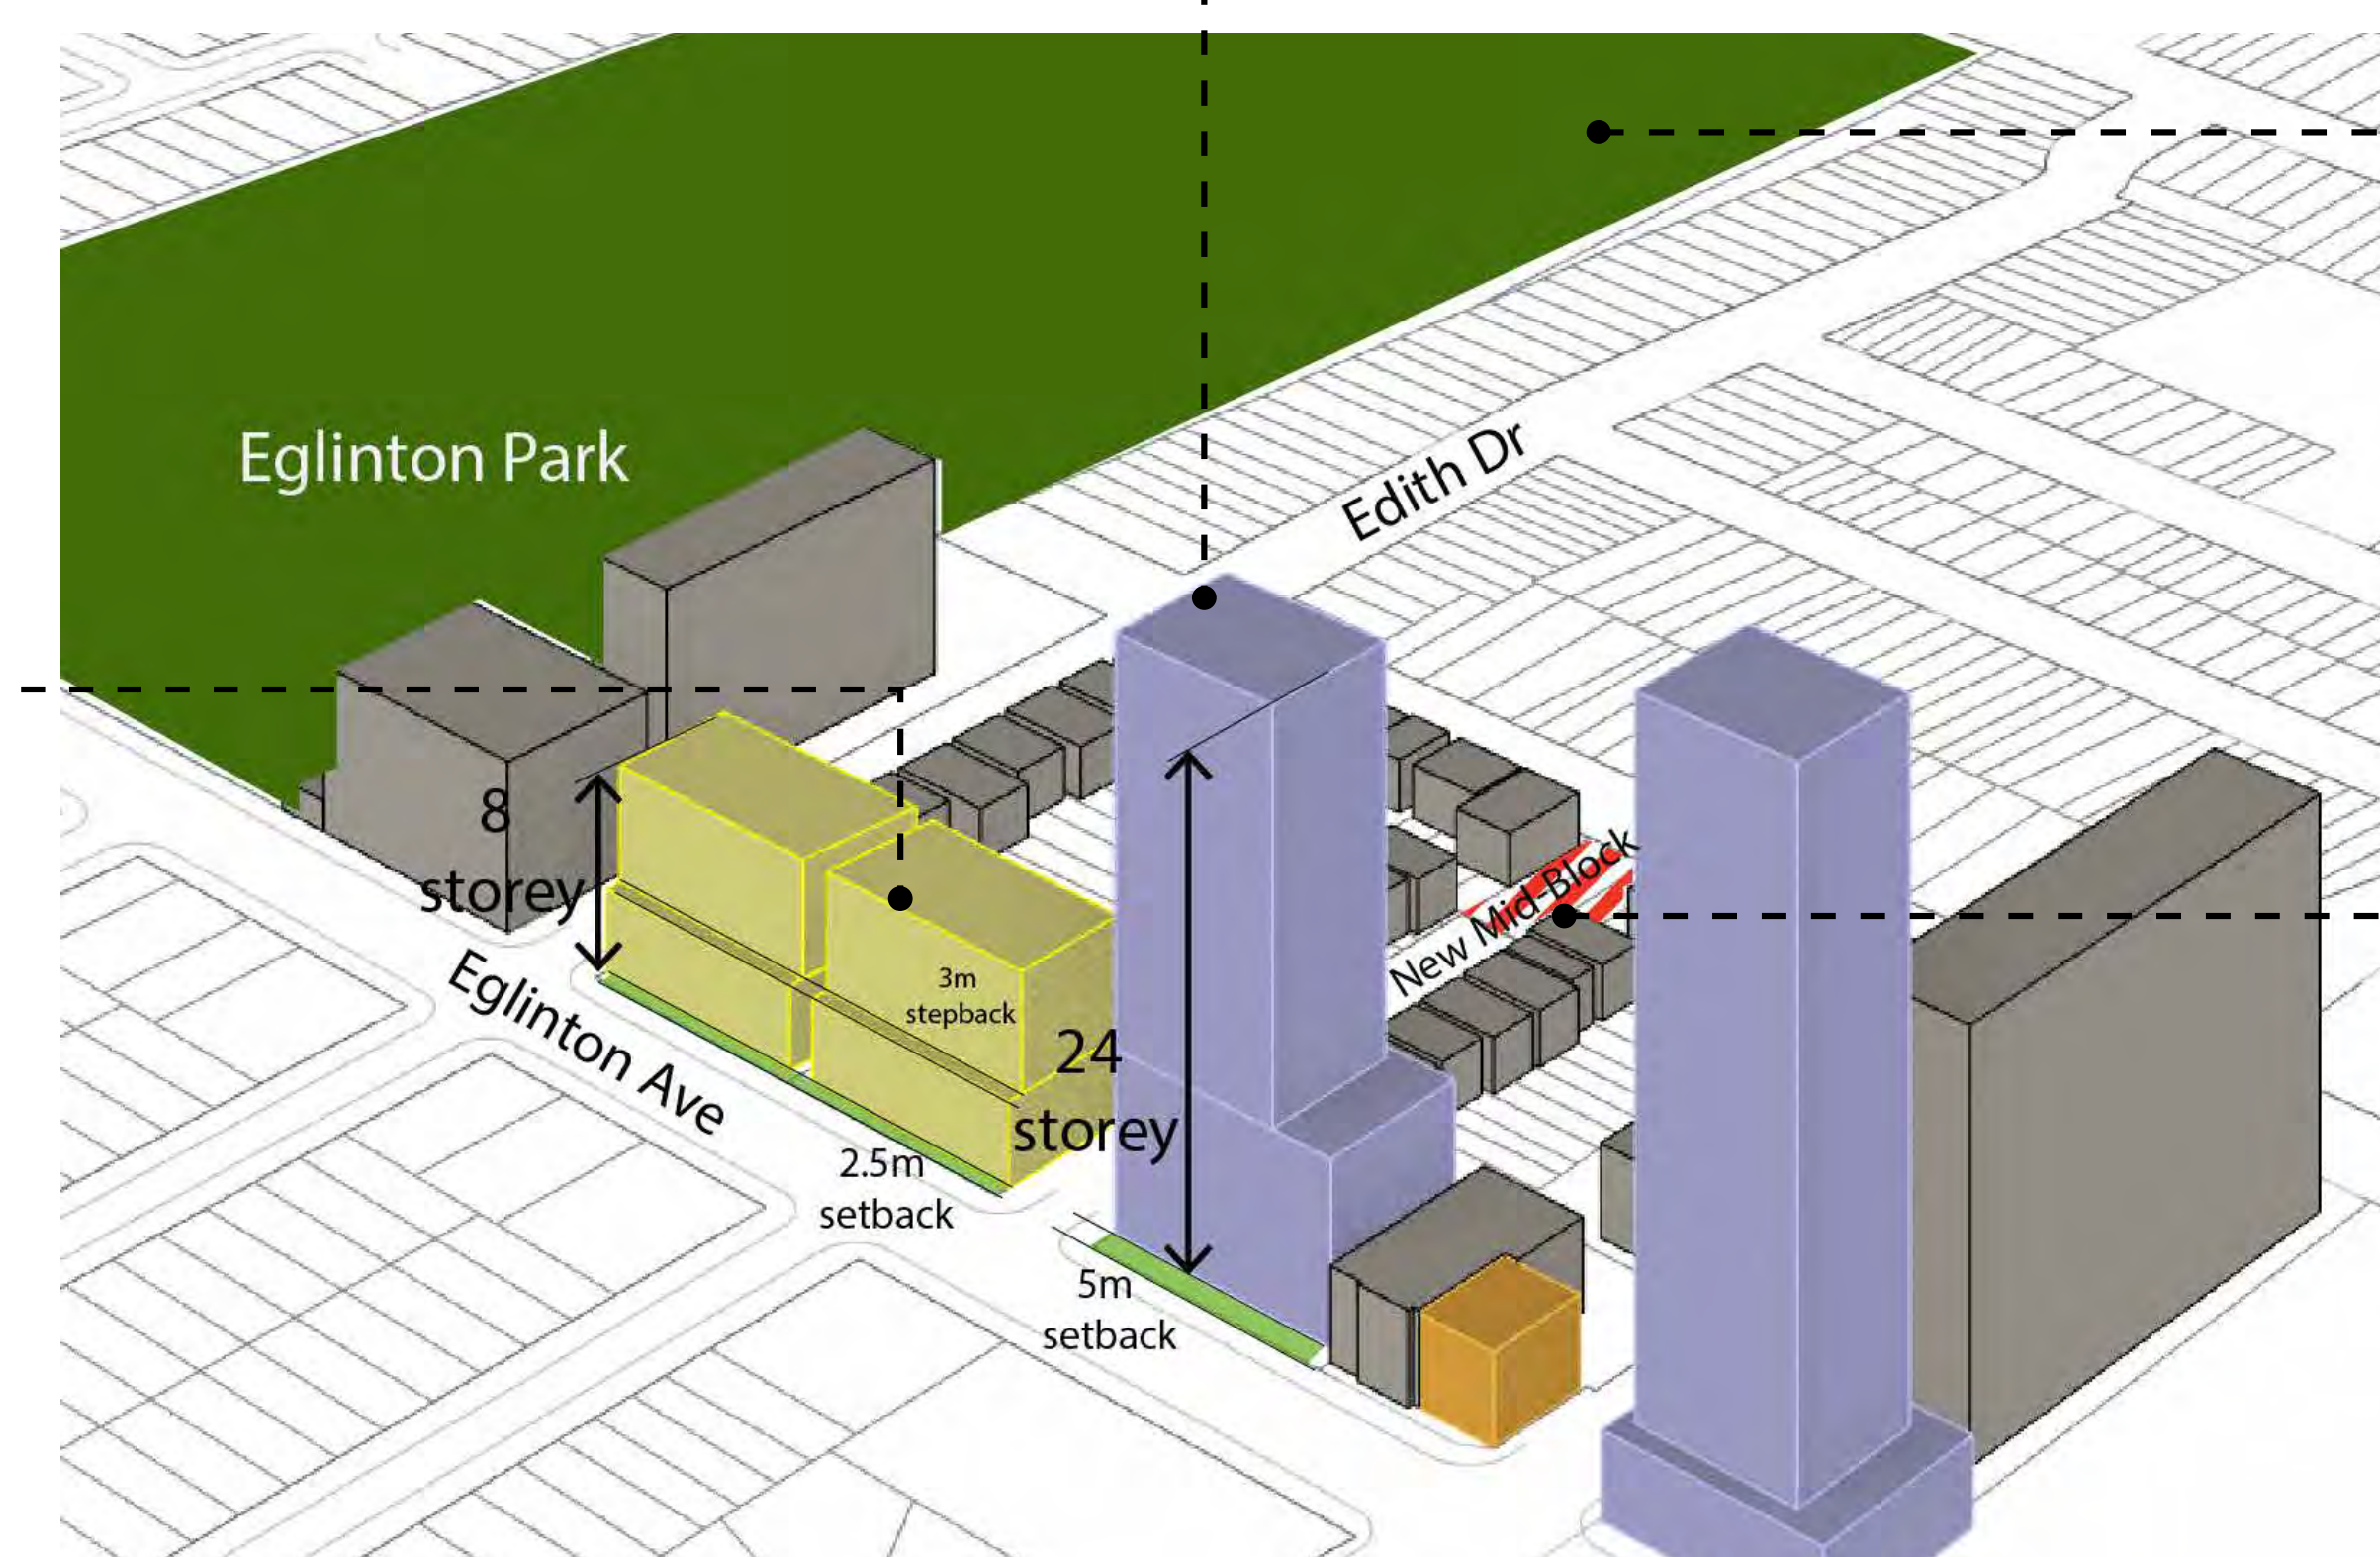 Eglinton Park
Edith Dr
8
storey
New Mid-Block
3m
stepback
Eglinton Ave
24
storey
2.5m
setback
5m
setback